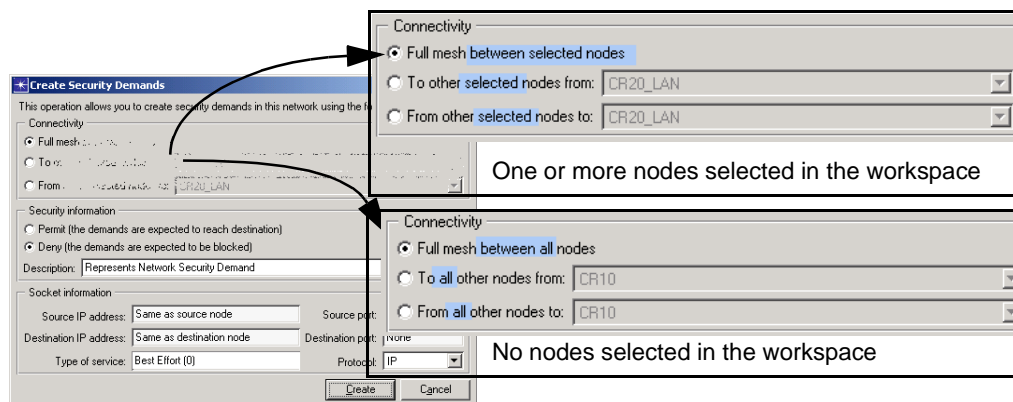 Connectivity
Full mesh between selected nodes
To other selected nodes from: CR20_LAN
From other selected nodes to: CR20_LAN
One or more nodes selected in the workspace
Create Security Demands
This operation allows you to create security demands in this network using the fo
Connectivity
Full mesh
To
From CR20_LAN
Security information
Permit (the demands are expected to reach destination)
Deny (the demands are expected to be blocked)
Description: Represents Network Security Demand
Socket information
Source IP address: Same as source node Source port:
Destination IP address: Same as destination node Destination port: None
Type of service: Best Effort (0) Protocol: IP
Create Cancel
Connectivity
Full mesh between all nodes
To all other nodes from: CR10
From all other nodes to: CR10
No nodes selected in the workspace